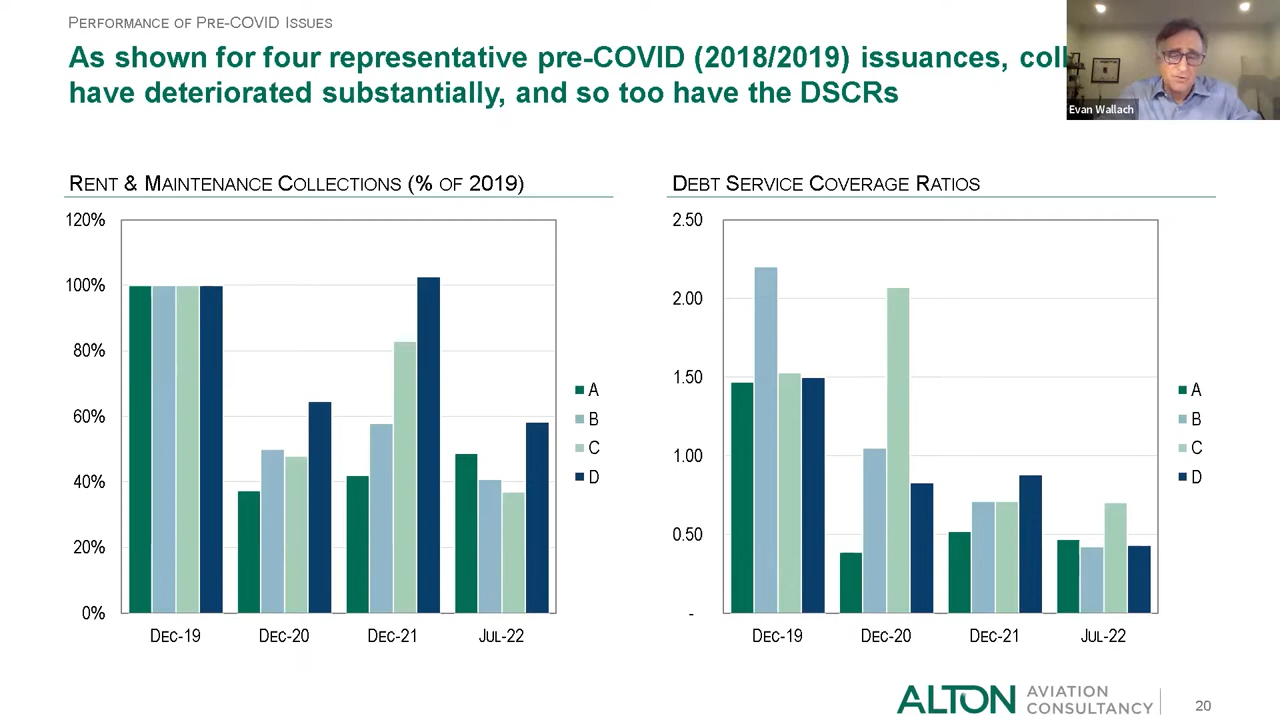 PERFORMANCE OF PRE-COVID ISSUES
As shown for four representative pre-COVID (2018/2019) issuances,
have deteriorated substantially, and so too have the DSCRs
Evan Wallach
RENT & MAINTENANCE COLLECTIONS (% OF 2019)
120%
100%
80%
60%
40%
20%
0%
DEC-19 DEC-20 DEC-21 JUL-22
A
B
C
D
DEBT SERVICE COVERAGE RATIOS
2.50
2.00
1.50
1.00
0.50
-
DEC-19 DEC-20 DEC-21 JUL-22
A
B
C
D
ALTON AVIATION
CONSULTANCY
20